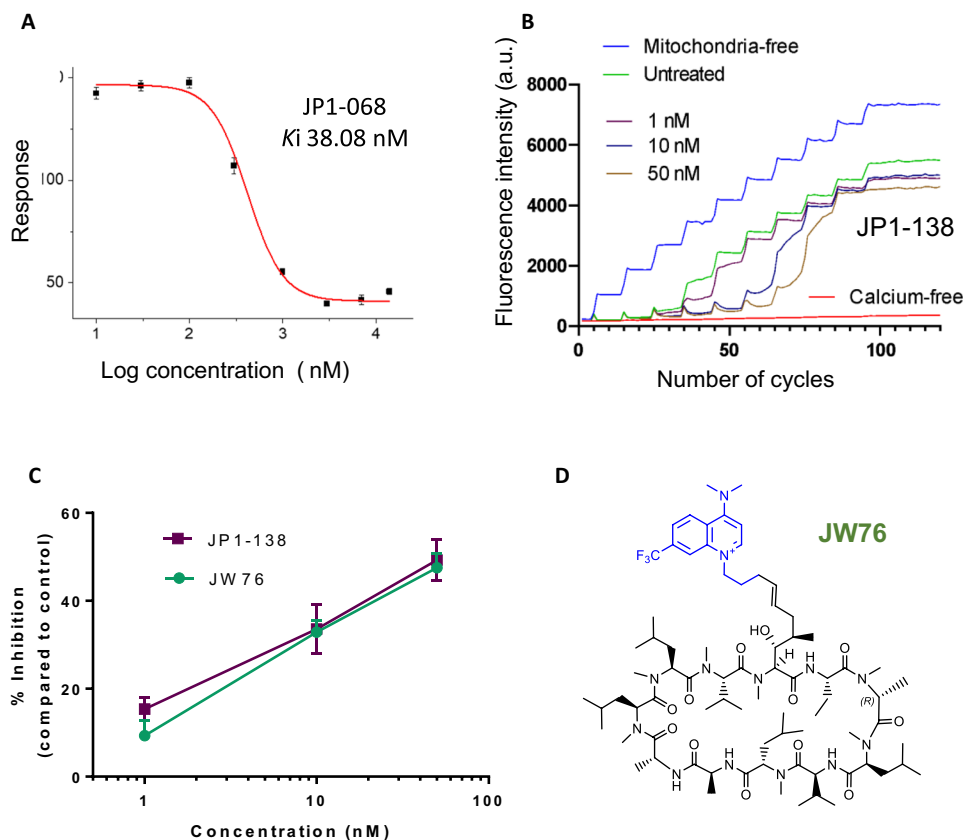 A
JP1-068
Ki 38.08 nM
100
50
Response
1
2
3
4
Log concentration ( nM)
B
Mitochondria-free
Untreated
1 nM
10 nM
50 nM
JP1-138
Calcium-free
8000
6000
4000
2000
0
Fluorescence intensity (a.u.)
0
50
100
Number of cycles
C
JP1-138
JW76
60
40
20
0
% Inhibition
(compared to control)
1
10
100
Concentration (nM)
D
JW76
N
F3C
N+
HO
H
O
H
N
O
N
N
O
N
O
N
O
N
O
(R)
O
N
O
N
O
N
H
O
H
N
O
N
O
H
N
O
N